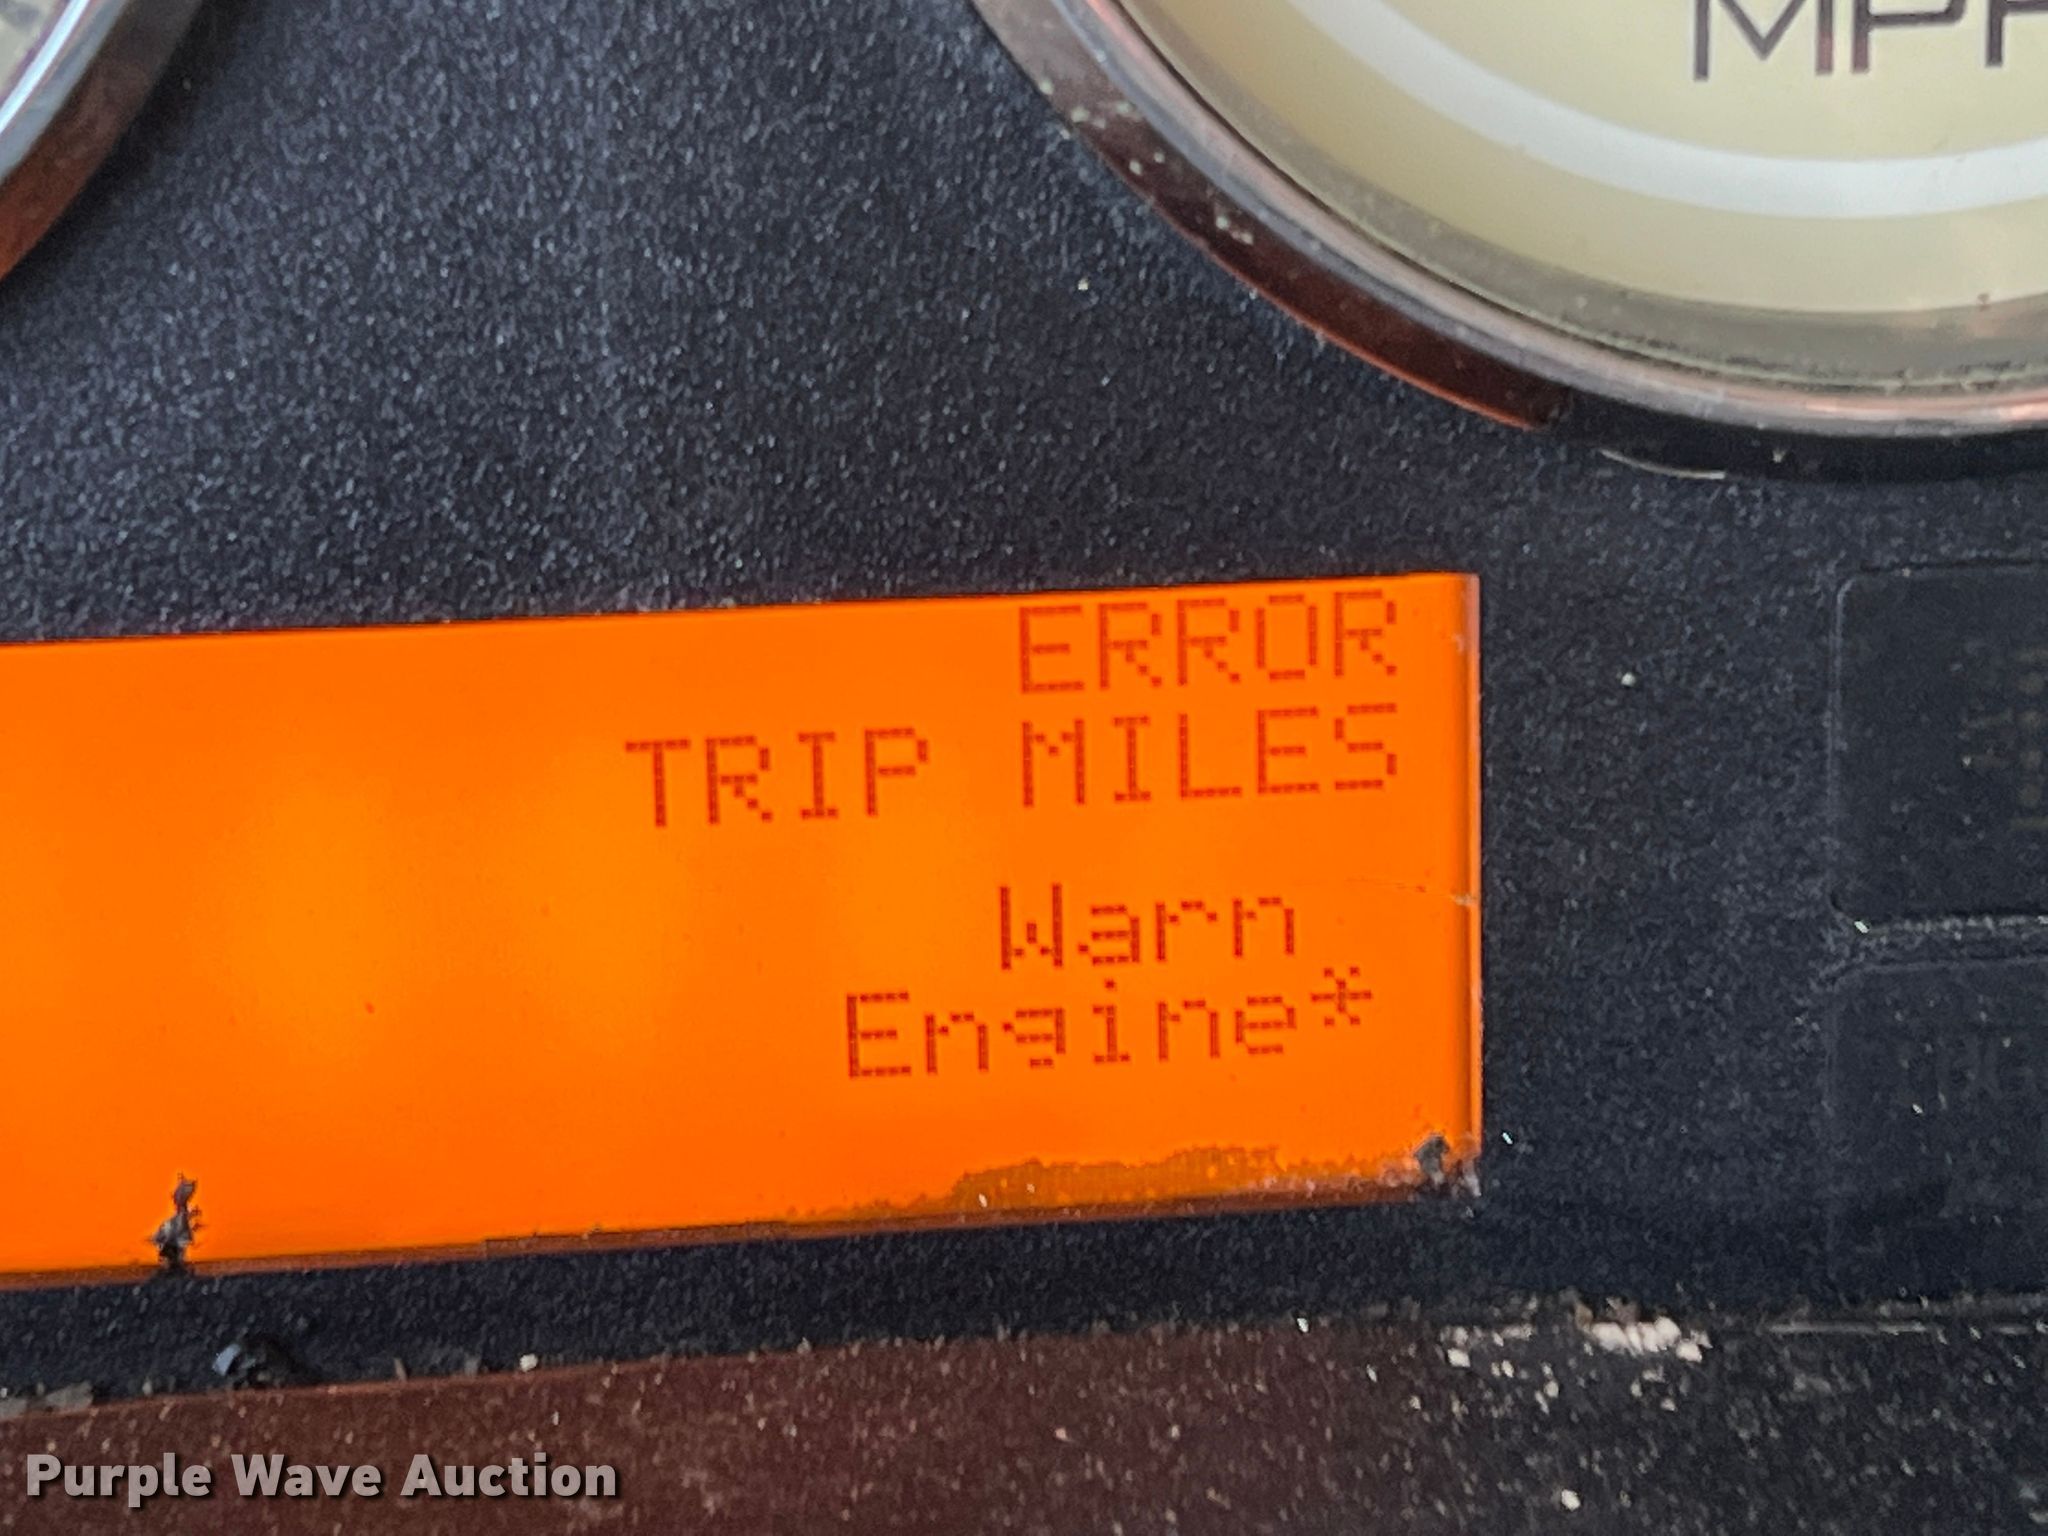 MPH
ERROR
TRIP MILES
Warn
Engine*
Purple Wave Auction